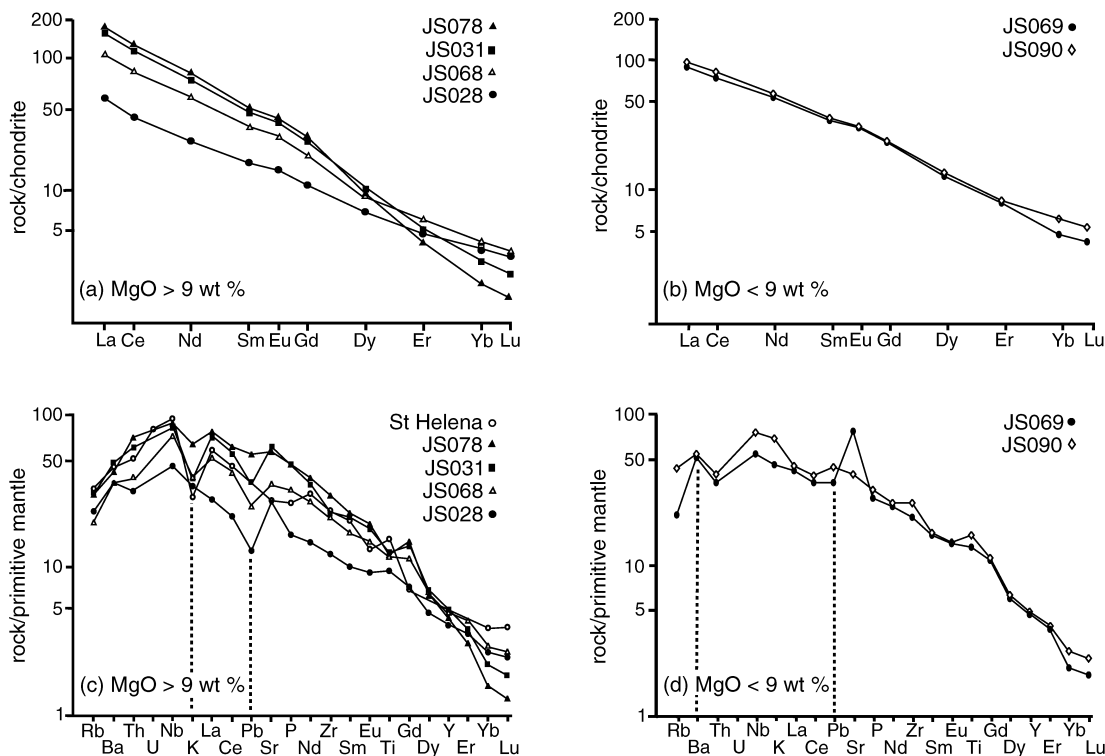 200
100
50
10
5
rock/chondrite
JS078
JS031
JS068
JS028
(a) MgO > 9 wt %
La Ce Nd Sm Eu Gd Dy Er Yb Lu
200
100
50
10
5
rock/chondrite
JS069
JS090
(b) MgO < 9 wt %
La Ce Nd Sm Eu Gd Dy Er Yb Lu
100
50
10
5
1
rock/primitive mantle
St Helena
JS078
JS031
JS068
JS028
(c) MgO > 9 wt %
Rb Th Nb La Pb P Zr Eu Gd Y Yb
Ba U K Ce Sr Nd Sm Ti Dy Er Lu
100
50
10
5
1
rock/primitive mantle
JS069
JS090
(d) MgO < 9 wt %
Rb Th Nb La Pb P Zr Eu Gd Y Yb
Ba U K Ce Sr Nd Sm Ti Dy Er Lu